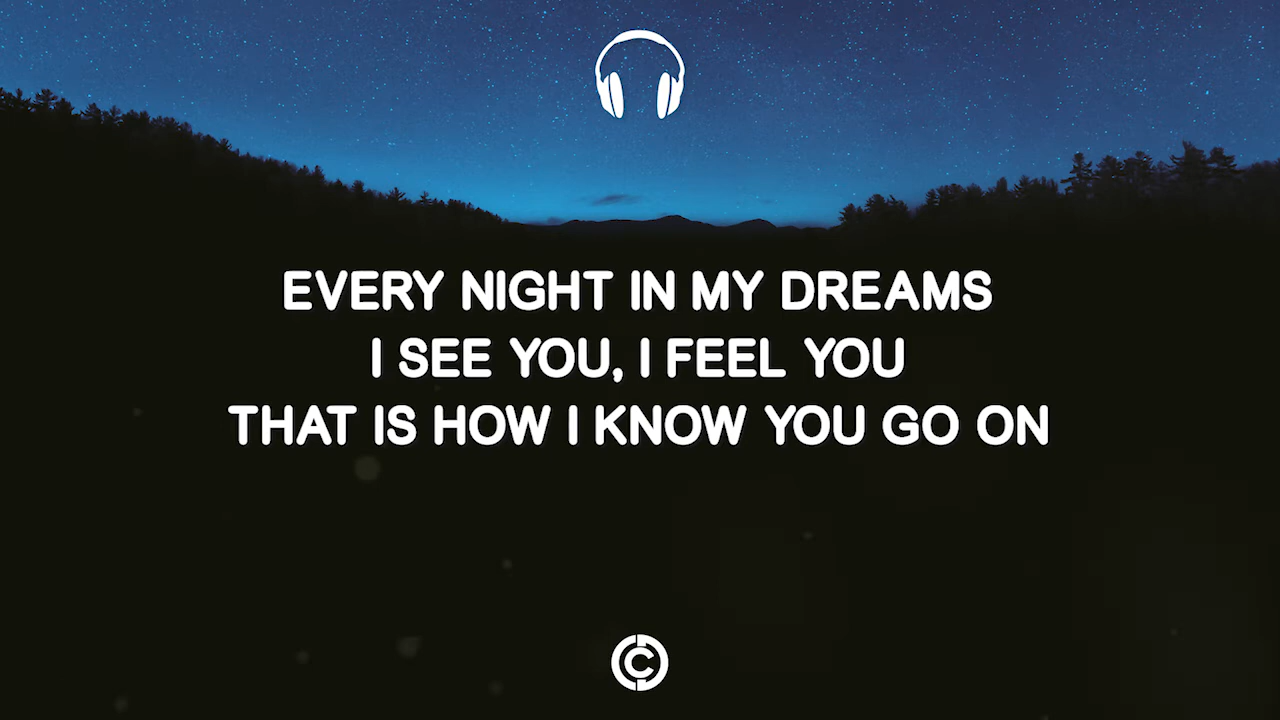 EVERY NIGHT IN MY DREAMS
I SEE YOU, I FEEL YOU
THAT IS HOW I KNOW YOU GO ON